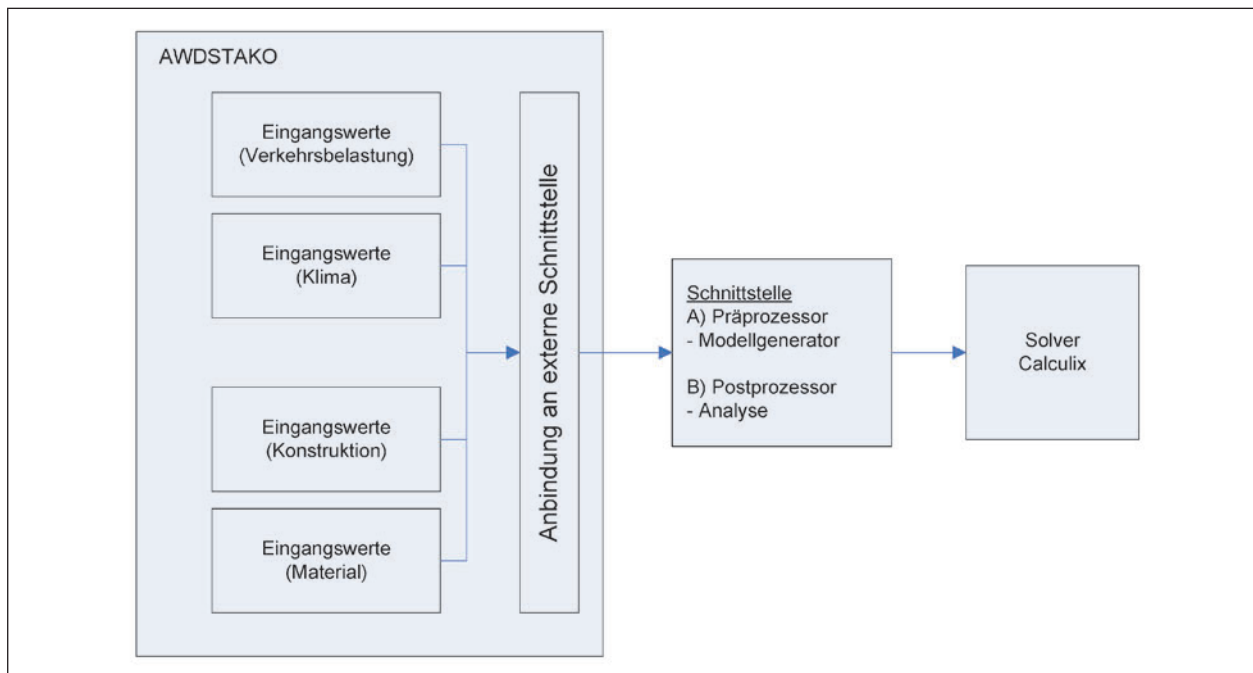 AWDSTAKO
Eingangswerte
(Verkehrsbelastung)
Eingangswerte
(Klima)
Eingangswerte
(Konstruktion)
Eingangswerte
(Material)
Anbindung an externe Schnittstelle
Schnittstelle
A) Präprozessor
- Modellgenerator
B) Postprozessor
- Analyse
Solver
Calculix